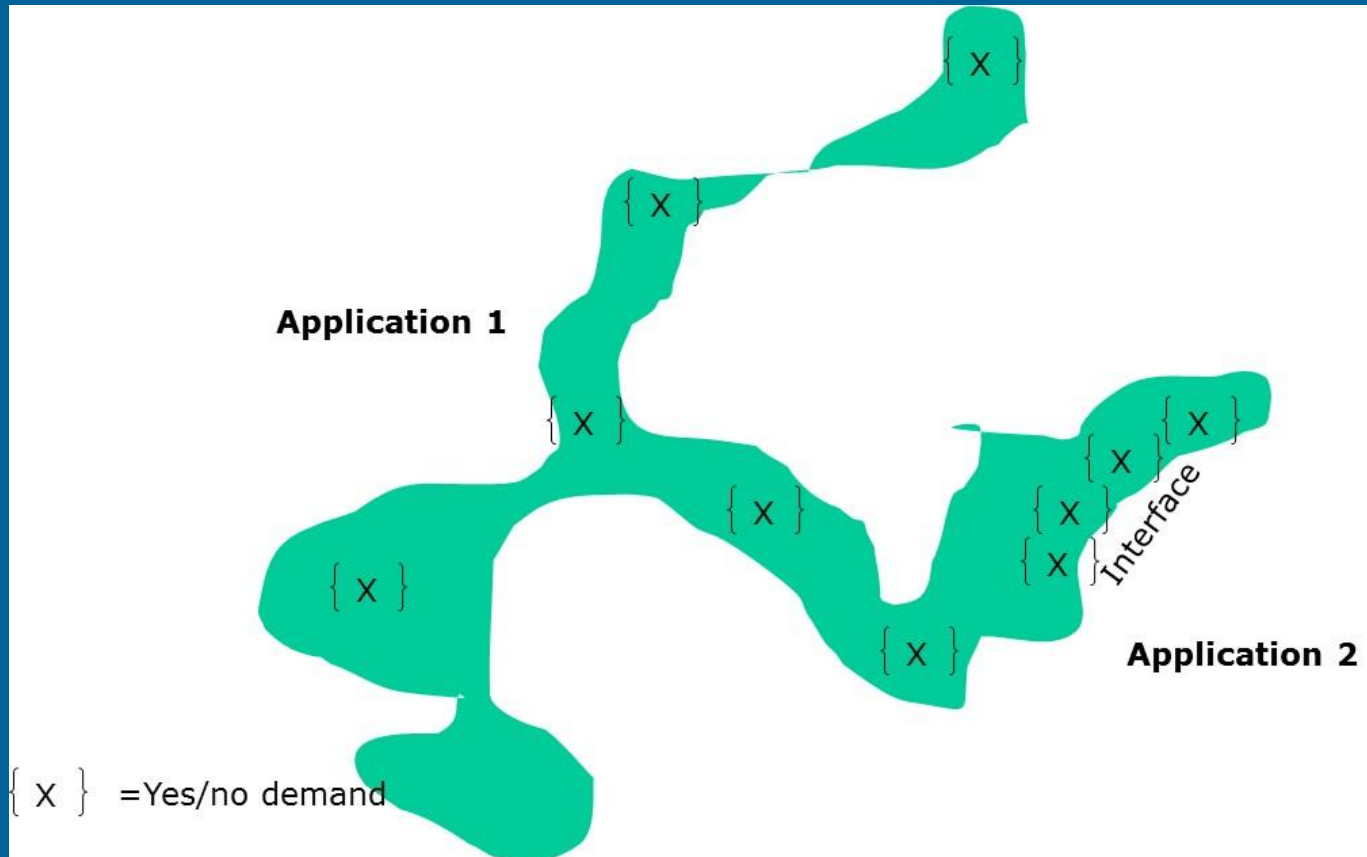 { X }
{ X }
Application 1
{ X }
{ X }
{ X }
{ X }
{ X }
{ X }
{ X }
Interface
{ X }
{ X }
Application 2
{ X } =Yes/no demand